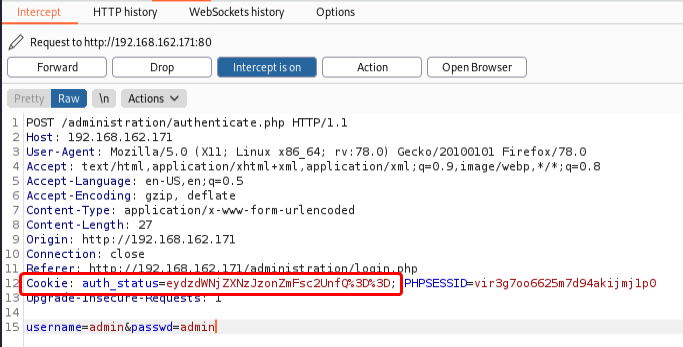 Intercept HTTP history WebSockets history Options
Request to http://192.168.162.171:80
Forward Drop Intercept is on Action Open Browser
Pretty Raw \n Actions
1 POST /administration/authenticate.php HTTP/1.1
2 Host: 192.168.162.171
3 User-Agent: Mozilla/5.0 (X11; Linux x86_64; rv:78.0) Gecko/20100101 Firefox/78.0
4 Accept: text/html,application/xhtml+xml,application/xml;q=0.9,image/webp,*/*;q=0.8
5 Accept-Language: en-US,en;q=0.5
6 Accept-Encoding: gzip, deflate
7 Content-Type: application/x-www-form-urlencoded
8 Content-Length: 27
9 Origin: http://192.168.162.171
10 Connection: close
11 Referer: http://192.168.162.171/administration/login.php
12 Cookie: auth_status=eydzdWNjZXNzJzonZmFsc2UnfQ%3D%3D; PHPSESSID=vir3g7oo6625m7d94akijmj1p0
13 Upgrade-Insecure-Requests: 1
14
15 username=admin&passwd=admin